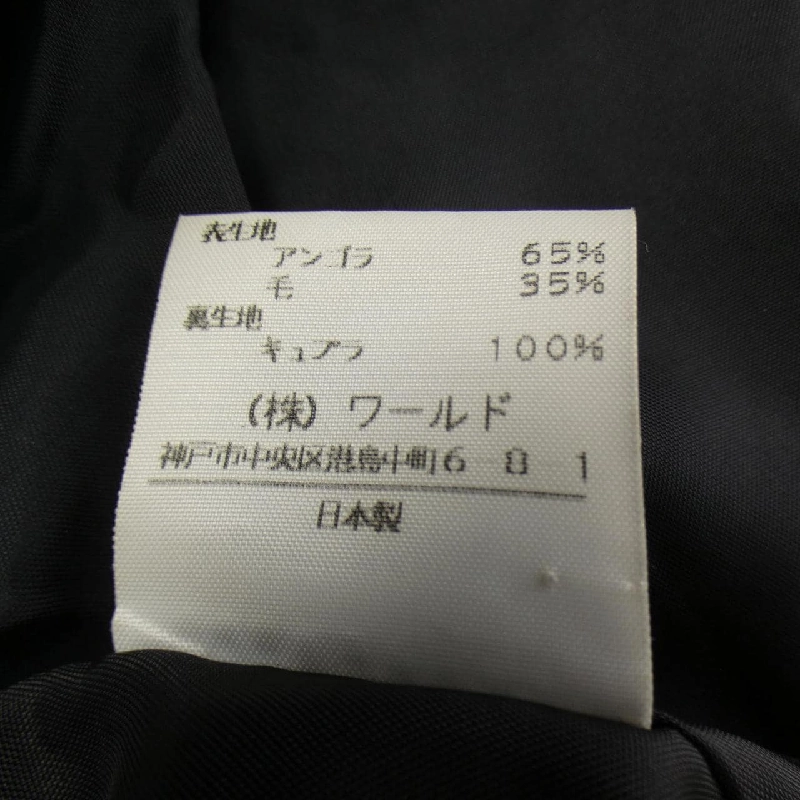 表生地
アンゴラ 65%
毛 35%
裏生地
キュプラ 100%
(株) ワールド
神戸市中央区港島中町6 8 1
日本製